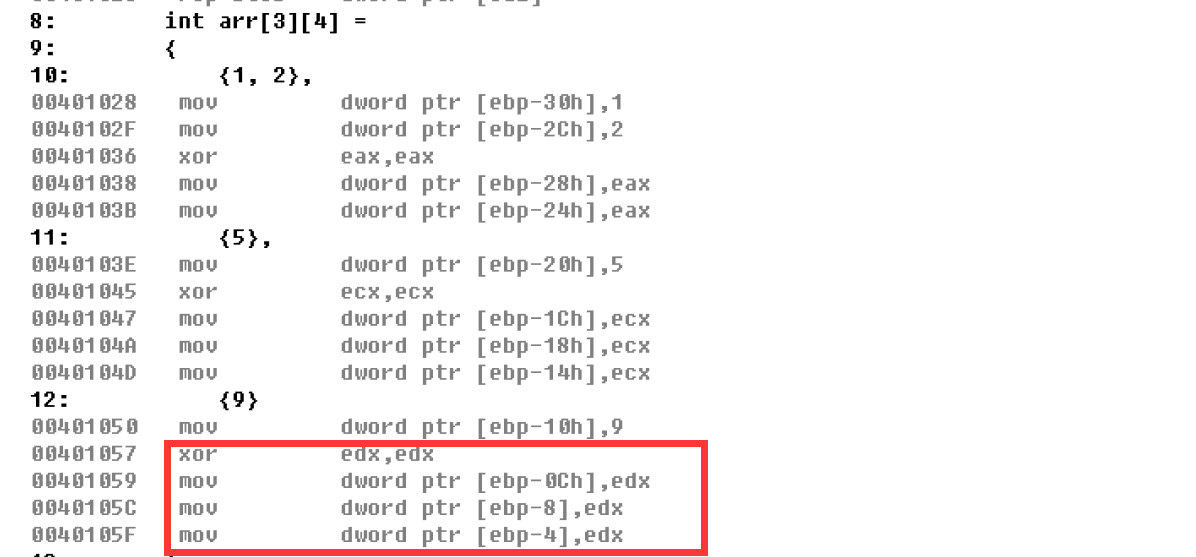 8: int arr[3][4] =
9: {
10: {1, 2},
00401028 mov dword ptr [ebp-30h],1
0040102F mov dword ptr [ebp-2Ch],2
00401036 xor eax,eax
00401038 mov dword ptr [ebp-28h],eax
0040103B mov dword ptr [ebp-24h],eax
11: {5},
0040103E mov dword ptr [ebp-20h],5
00401045 xor ecx,ecx
00401047 mov dword ptr [ebp-1Ch],ecx
0040104A mov dword ptr [ebp-18h],ecx
0040104D mov dword ptr [ebp-14h],ecx
12: {9}
00401050 mov dword ptr [ebp-10h],9
00401057 xor edx,edx
00401059 mov dword ptr [ebp-0Ch],edx
0040105C mov dword ptr [ebp-8],edx
0040105F mov dword ptr [ebp-4],edx